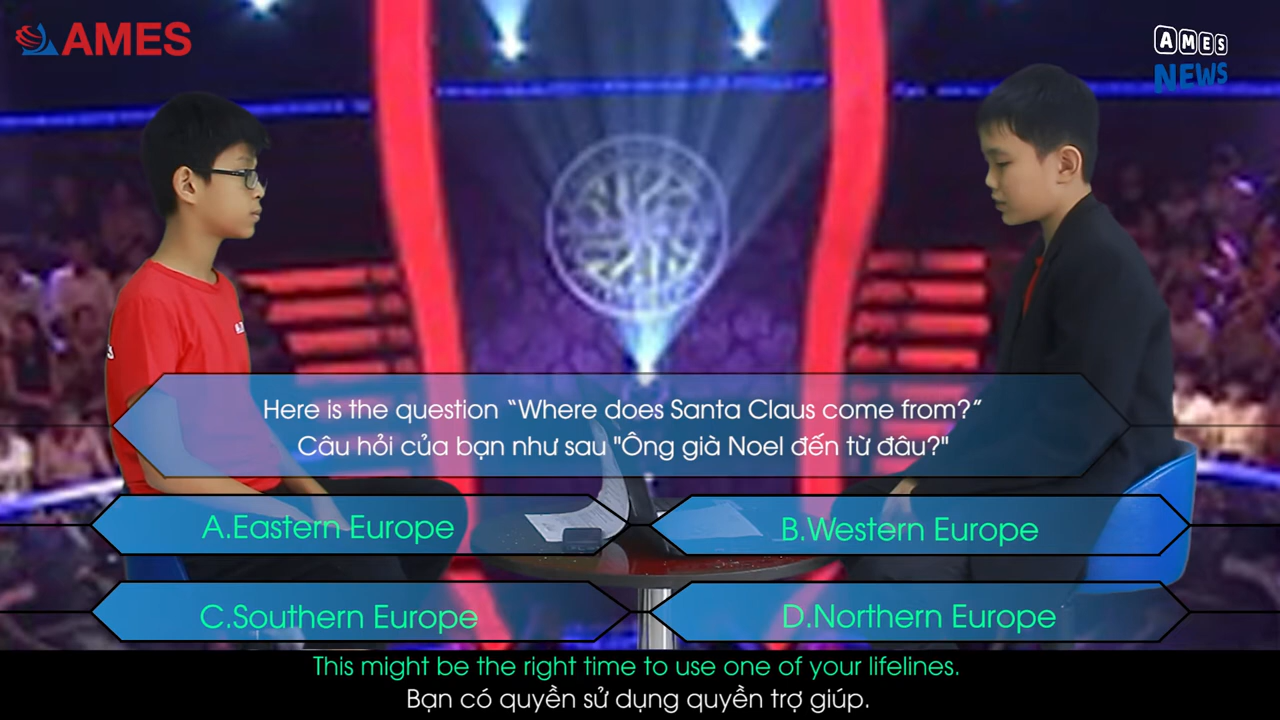 AMES
AMES
NEWS
Here is the question “Where does Santa Claus come from?”
Câu hỏi của bạn như sau "Ông già Noel đến từ đâu?"
A.Eastern Europe
B.Western Europe
C.Southern Europe
D.Northern Europe
This might be the right time to use one of your lifelines.
Bạn có quyền sử dụng quyền trợ giúp.